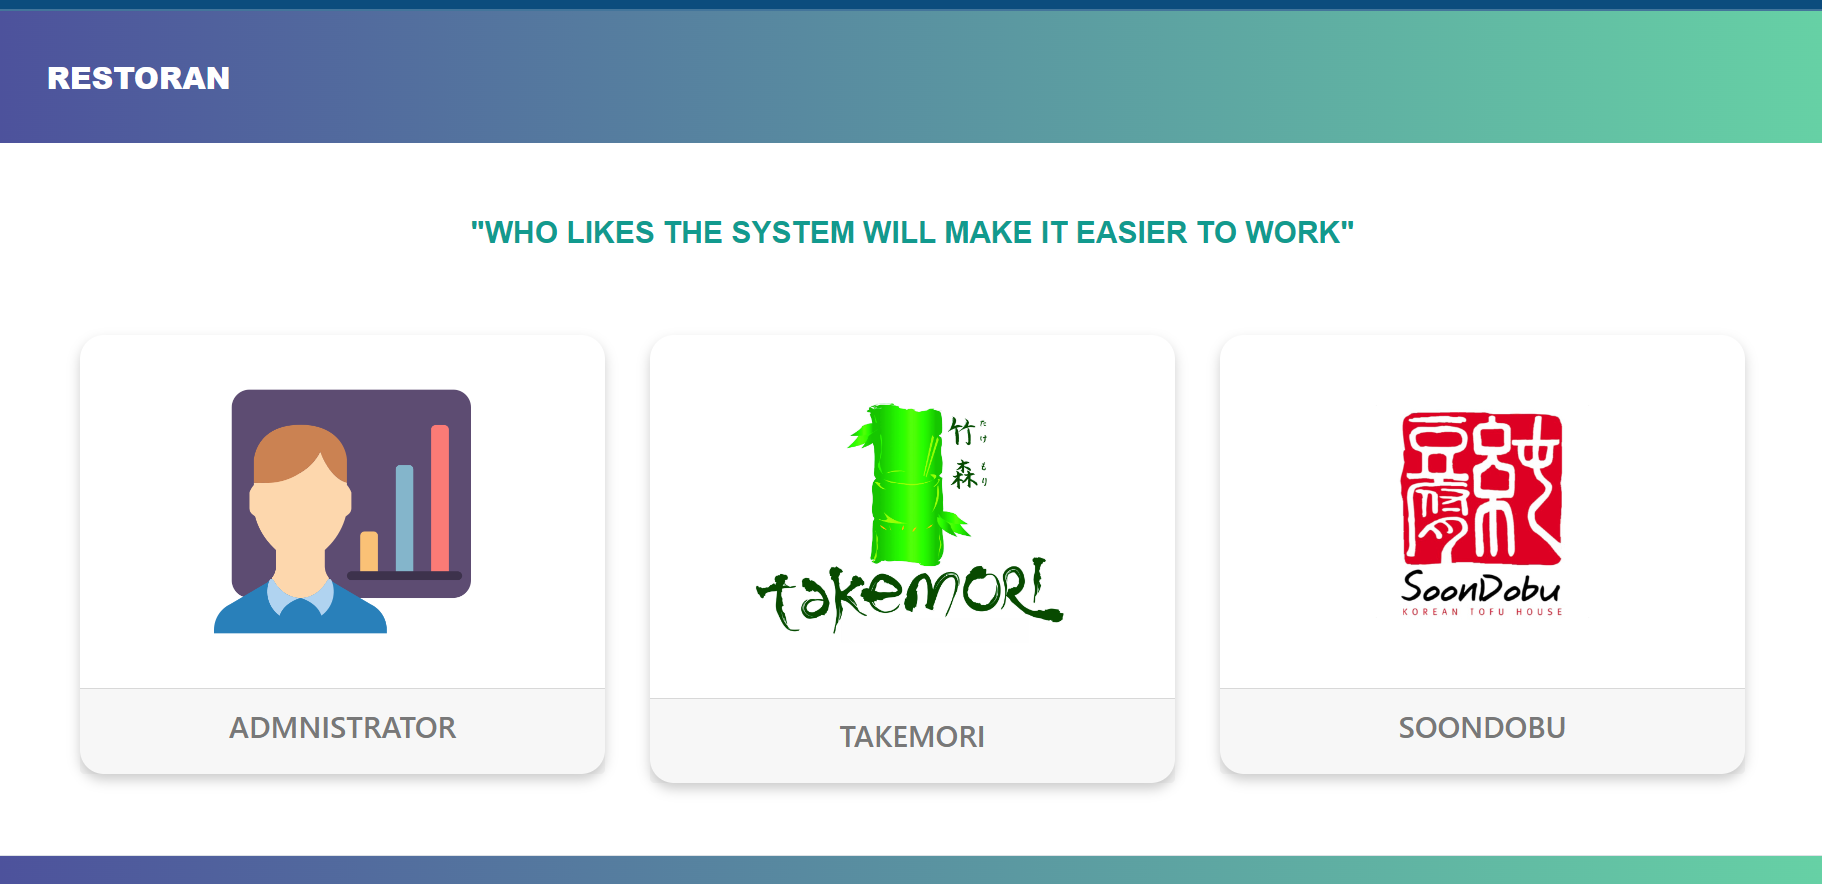 RESTORAN
"WHO LIKES THE SYSTEM WILL MAKE IT EASIER TO WORK"
竹森
たけ
もり
takemori
SoonDobu
KOREAN TOFU HOUSE
ADMNISTRATOR
TAKEMORI
SOONDOBU